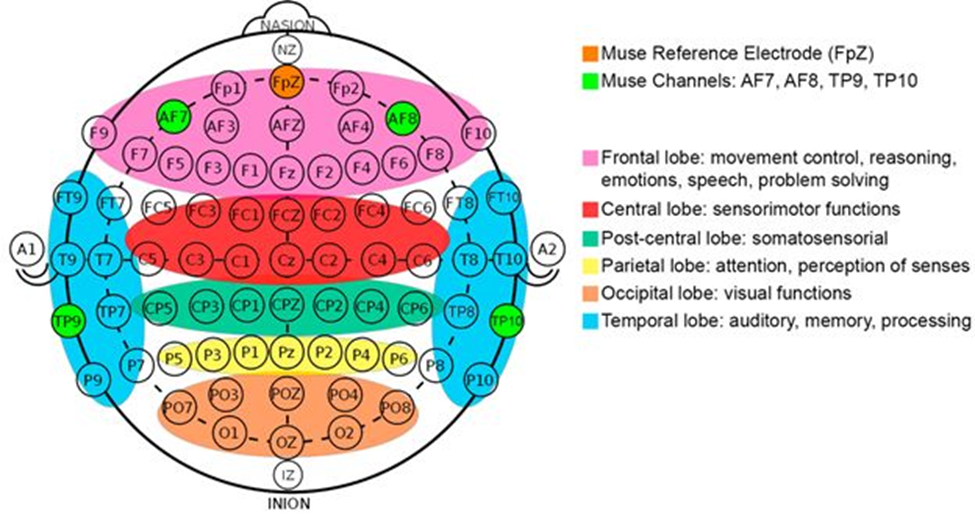 NASION
NZ
Fp1 FpZ Fp2
AF7 AF3 AFZ AF4 AF8
F9 F7 F5 F3 F1 Fz F2 F4 F6 F8 F10
FT9 FT7 FC5 FC3 FC1 FCZ FC2 FC4 FC6 FT8 FT10
A1 T9 T7 C5 C3 C1 Cz C2 C4 C6 T8 T10 A2
TP9 TP7 CP5 CP3 CP1 CPZ CP2 CP4 CP6 TP8 TP10
P9 P7 P5 P3 P1 Pz P2 P4 P6 P8 P10
PO7 PO3 POZ PO4 PO8
O1 OZ O2
IZ
INION
Muse Reference Electrode (FpZ)
Muse Channels: AF7, AF8, TP9, TP10
Frontal lobe: movement control, reasoning,
emotions, speech, problem solving
Central lobe: sensorimotor functions
Post-central lobe: somatosensorial
Parietal lobe: attention, perception of senses
Occipital lobe: visual functions
Temporal lobe: auditory, memory, processing